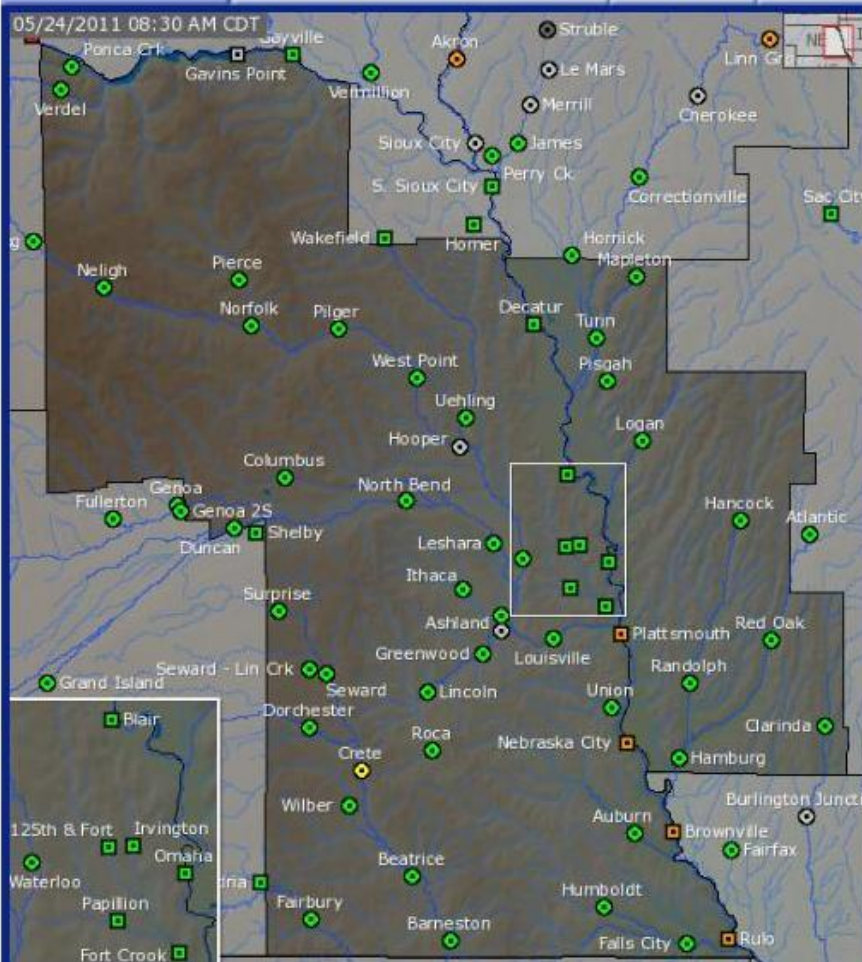 05/24/2011 08:30 AM CDT
Struble
Ponca Crk
Gayville
Akron
Linn Gro
NE
Gavins Point
Le Mars
Vermillion
Verdel
Merrill
Cherokee
Sioux City
James
Perry Ck.
S. Sioux City
Correctionville
Sac City
Wakefield
Homer
Hornick
g
Mapleton
Neligh
Pierce
Norfolk
Pilger
Decatur
Turin
West Point
Pisgah
Uehling
Logan
Hooper
Columbus
North Bend
Genoa
Fullerton
Genoa 2S
Hancock
Atlantic
Duncan
Shelby
Leshara
Ithaca
Surprise
Ashland
Plattsmouth
Red Oak
Greenwood
Louisville
Seward - Lin Crk
Randolph
Grand Island
Seward
Lincoln
Union
Blair
Dorchester
Roca
Nebraska City
Clarinda
Crete
Hamburg
Wilber
Burlington Juncti
125th & Fort
Irvington
Auburn
Brownville
Omaha
Fairfax
Waterloo
Beatrice
dria
Humboldt
Papillion
Fairbury
Barneston
Falls City
Rulo
Fort Crook